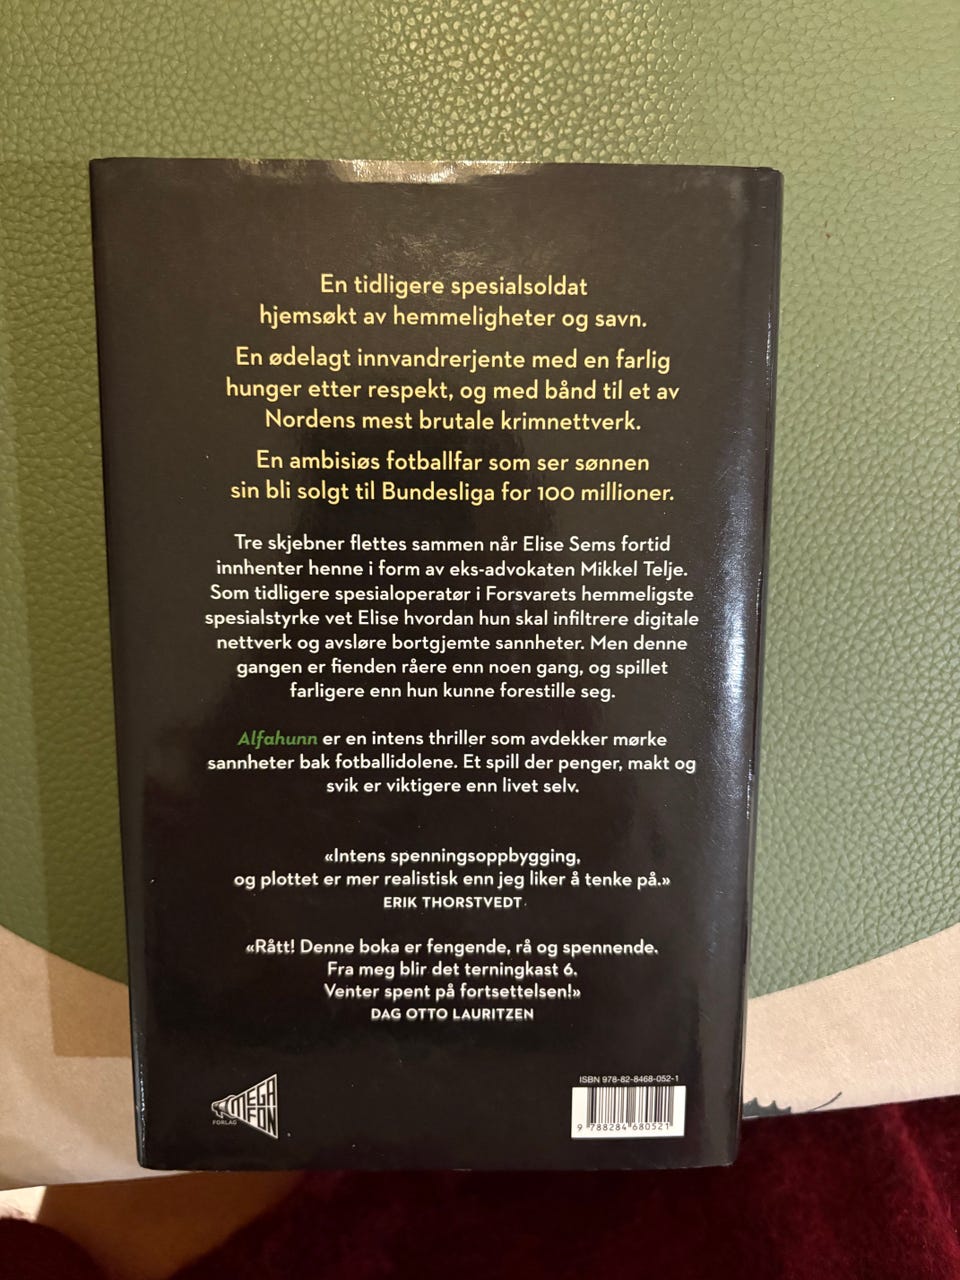 En tidligere spesialsoldat
hjemsøkt av hemmeligheter og savn.
En ødelagt innvandrerjente med en farlig
hunger etter respekt, og med bånd til et av
Nordens mest brutale krimnettverk.
En ambisiøs fotballfar som ser sønnen
sin bli solgt til Bundesliga for 100 millioner.
Tre skjebner flettes sammen når Elise Sems fortid
innhenter henne i form av eks-advokaten Mikkel Telje.
Som tidligere spesialoperatør i Forsvarets hemmeligste
spesialstyrke vet Elise hvordan hun skal infiltrere digitale
nettverk og avsløre bortgjemte sannheter. Men denne
gangen er fienden råere enn noen gang, og spillet
farligere enn hun kunne forestille seg.
Alfahunn er en intens thriller som avdekker mørke
sannheter bak fotballidolene. Et spill der penger, makt og
svik er viktigere enn livet selv.
«Intens spenningsoppbygging,
og plottet er mer realistisk enn jeg liker å tenke på.»
ERIK THORSTVEDT
«Rått! Denne boka er fengende, rå og spennende.
Fra meg blir det terningkast 6.
Venter spent på fortsettelsen!»
DAG OTTO LAURITZEN
MEGA
FON
FORLAG
ISBN 978-82-8468-052-1
9 788284 680521